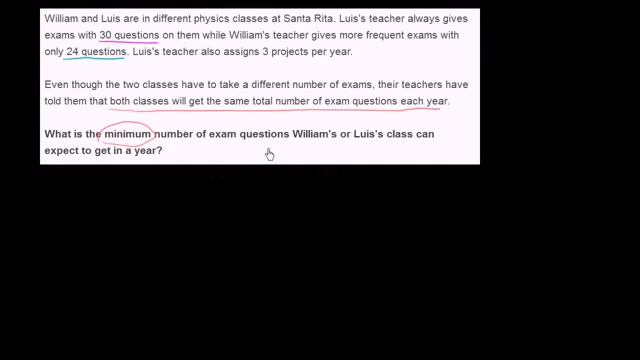 William and Luis are in different physics classes at Santa Rita. Luis's teacher always gives
exams with 30 questions on them while William's teacher gives more frequent exams with
only 24 questions. Luis's teacher also assigns 3 projects per year.
Even though the two classes have to take a different number of exams, their teachers have
told them that both classes will get the same total number of exam questions each year.
What is the minimum number of exam questions William's or Luis's class can
expect to get in a year?